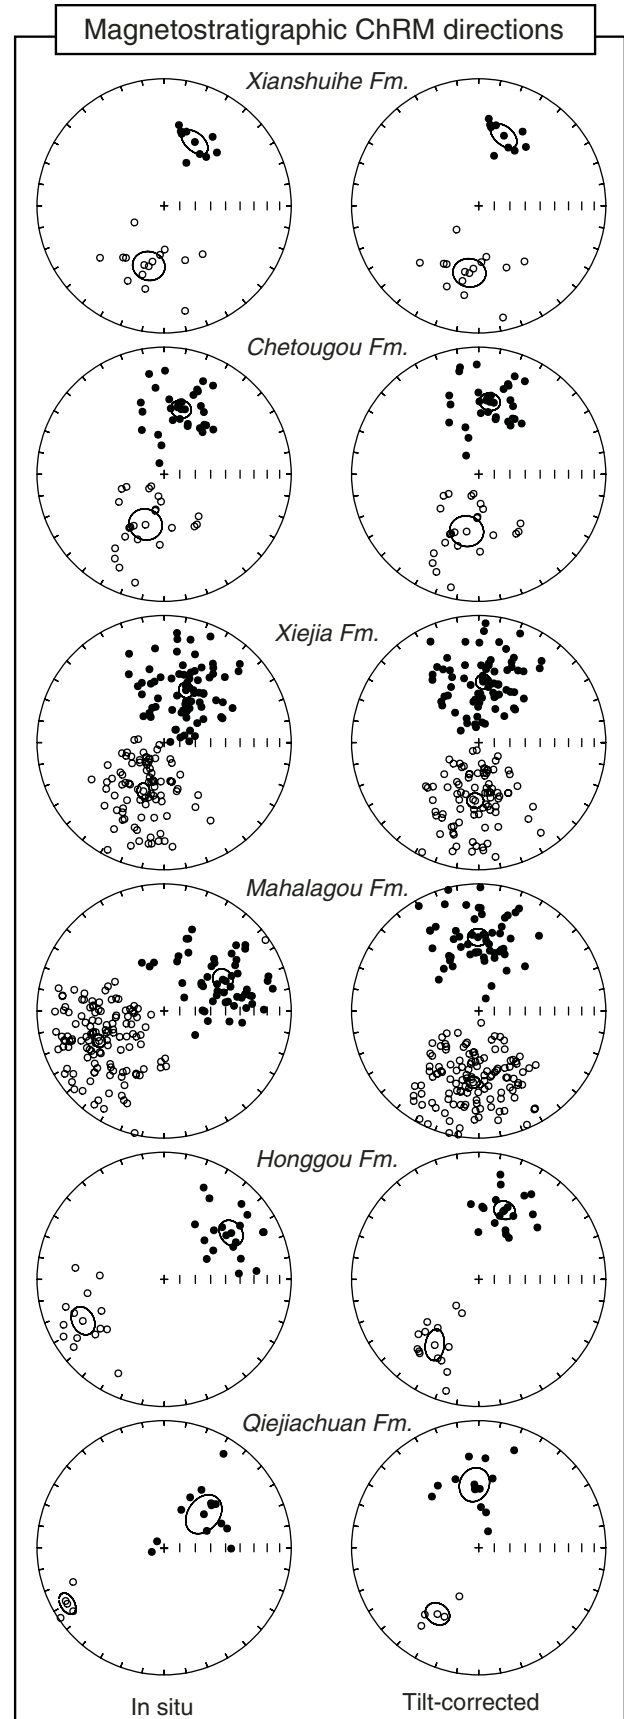 Magnetostratigraphic ChRM directions
Xianshuihe Fm.
Chetougou Fm.
Xiejia Fm.
Mahalagou Fm.
Honggou Fm.
Qiejiachuan Fm.
In situ
Tilt-corrected